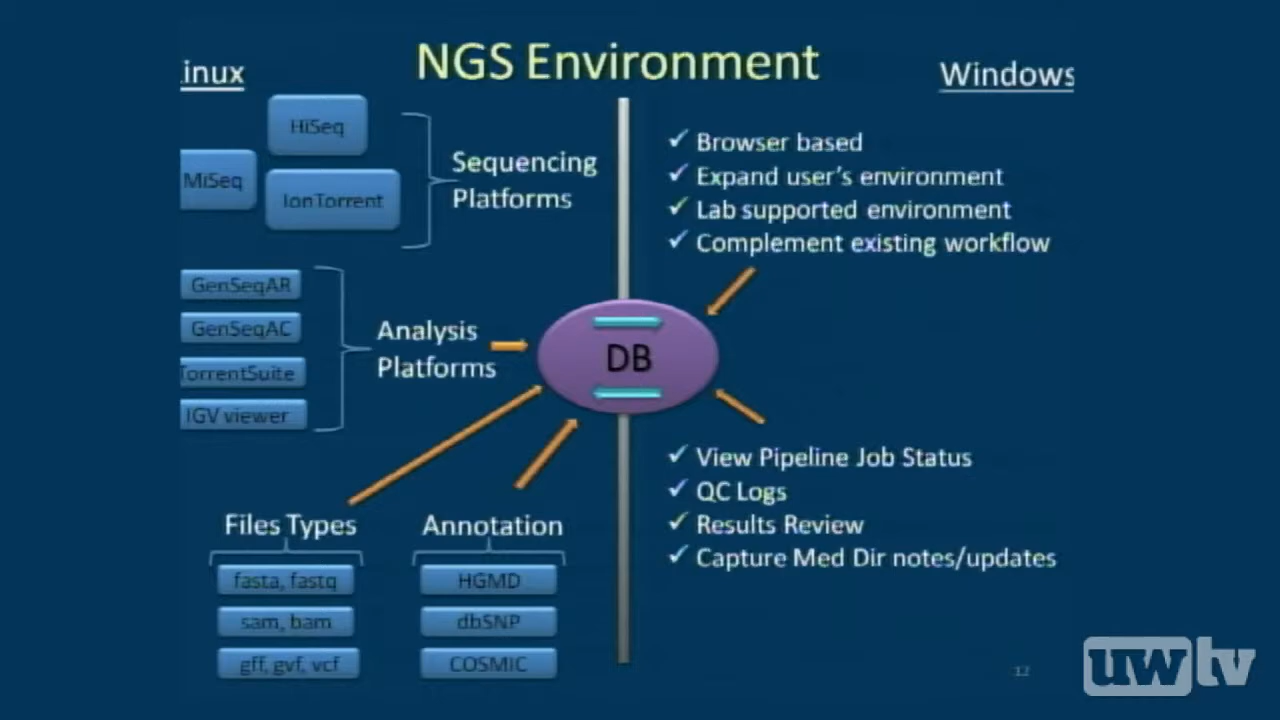 NGS Environment
inux
Windows
HiSeq
MiSeq
IonTorrent
Sequencing
Platforms
GenSeqAR
GenSeqAC
TorrentSuite
IGV viewer
Analysis
Platforms
Files Types
fasta, fastq
sam, bam
gff, gvf, vcf
Annotation
HGMD
dbSNP
COSMIC
DB
✓ Browser based
✓ Expand user's environment
✓ Lab supported environment
✓ Complement existing workflow
✓ View Pipeline Job Status
✓ QC Logs
✓ Results Review
✓ Capture Med Dir notes/updates
12
uwtv